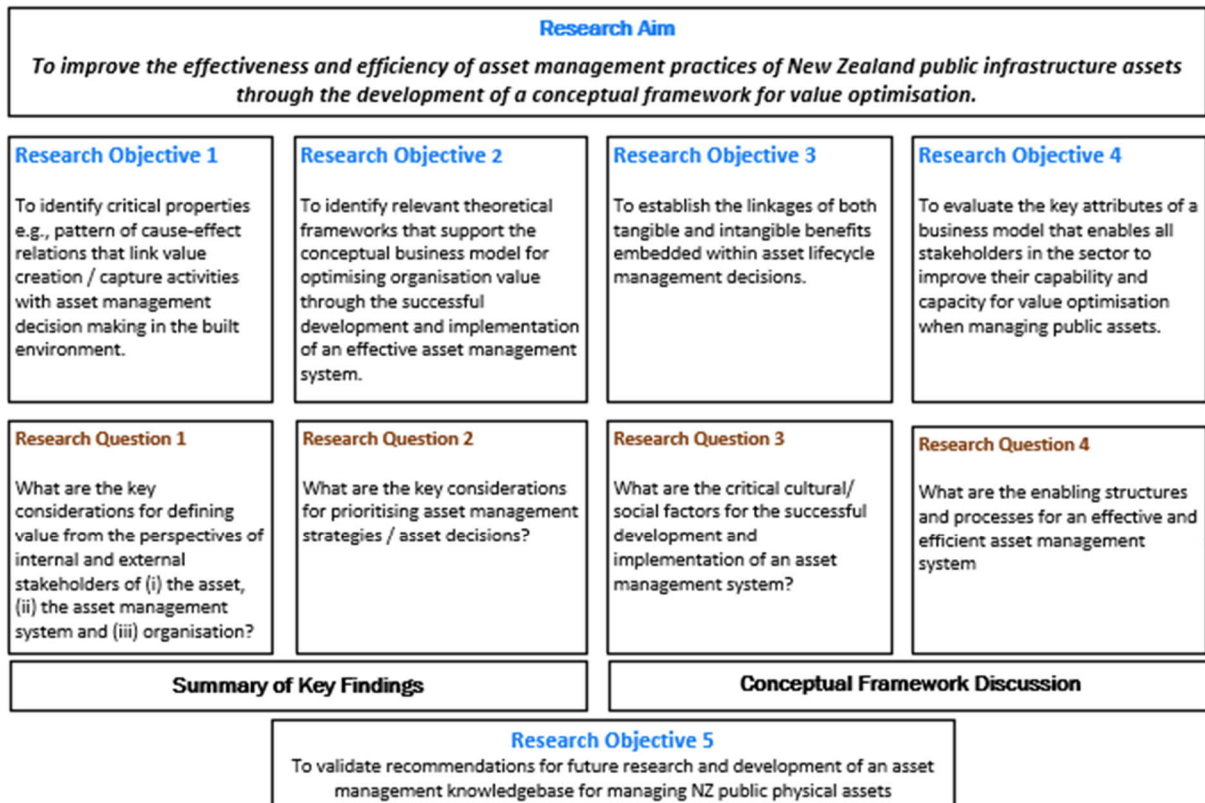 Research Aim
To improve the effectiveness and efficiency of asset management practices of New Zealand public infrastructure assets
through the development of a conceptual framework for value optimisation.
Research Objective 1
To identify critical properties
e.g., pattern of cause-effect
relations that link value
creation / capture activities
with asset management
decision making in the built
environment.
Research Objective 2
To identify relevant theoretical
frameworks that support the
conceptual business model for
optimising organisation value
through the successful
development and implementation
of an effective asset management
system.
Research Objective 3
To establish the linkages of both
tangible and intangible benefits
embedded within asset lifecycle
management decisions.
Research Objective 4
To evaluate the key attributes of a
business model that enables all
stakeholders in the sector to
improve their capability and
capacity for value optimisation
when managing public assets.
Research Question 1
What are the key
considerations for defining
value from the perspectives of
internal and external
stakeholders of (i) the asset,
(ii) the asset management
system and (iii) organisation?
Research Question 2
What are the key considerations
for prioritising asset management
strategies / asset decisions?
Research Question 3
What are the critical cultural/
social factors for the successful
development and
implementation of an asset
management system?
Research Question 4
What are the enabling structures
and processes for an effective and
efficient asset management
system
Summary of Key Findings
Conceptual Framework Discussion
Research Objective 5
To validate recommendations for future research and development of an asset
management knowledgebase for managing NZ public physical assets